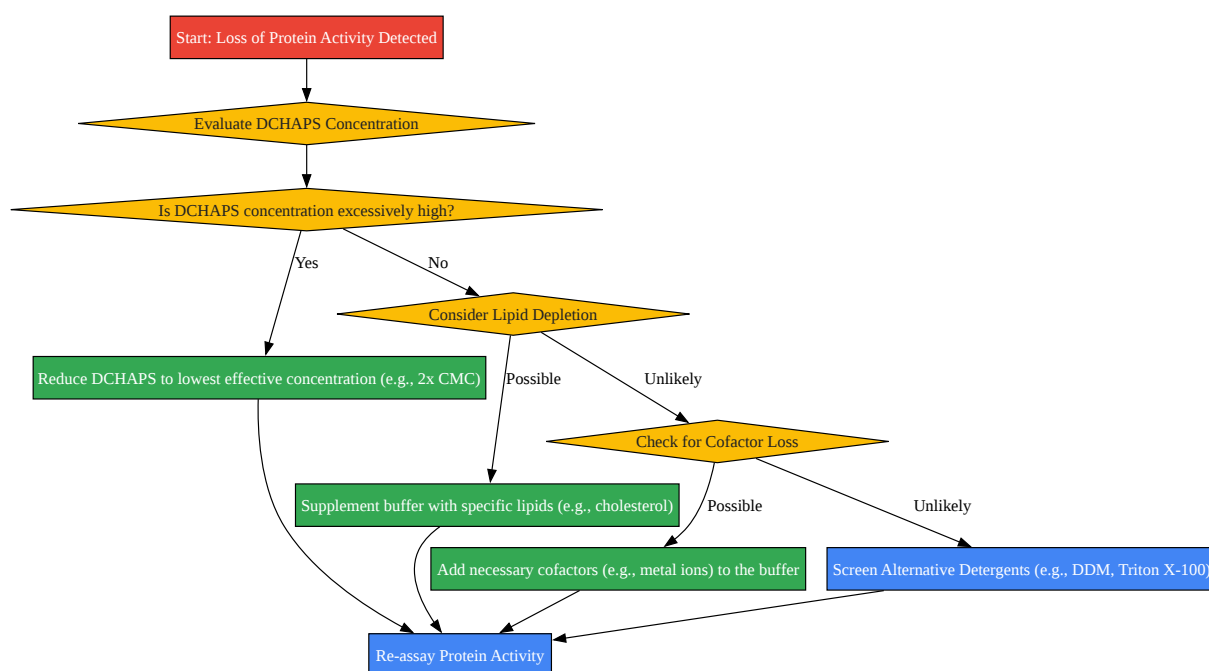 Start: Loss of Protein Activity Detected
Evaluate DCHAPS Concentration
Is DCHAPS concentration excessively high?
Yes
No
Consider Lipid Depletion
Reduce DCHAPS to lowest effective concentration (e.g., 2x CMC)
Possible
Unlikely
Check for Cofactor Loss
Supplement buffer with specific lipids (e.g., cholesterol)
Possible
Unlikely
Add necessary cofactors (e.g., metal ions) to the buffer
Screen Alternative Detergents (e.g., DDM, Triton X-100)
Re-assay Protein Activity